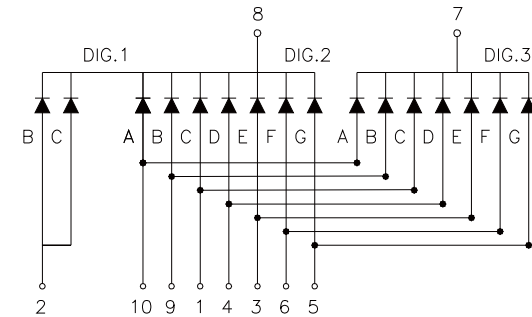 8 7
DIG.1 DIG.2 DIG.3
B C A B C D E F G A B C D E F G
2 10 9 1 4 3 6 5